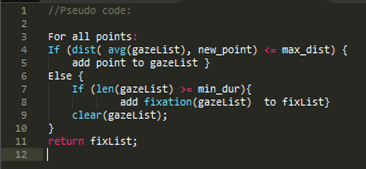 1 //Pseudo code:
2
3 For all points:
4 If (dist( avg(gazeList), new_point) <= max_dist) {
5 add point to gazeList }
6 Else {
7 If (len(gazeList) >= min_dur){
8 add fixation(gazeList) to fixList}
9 clear(gazeList);
10 }
11 return fixList;
12